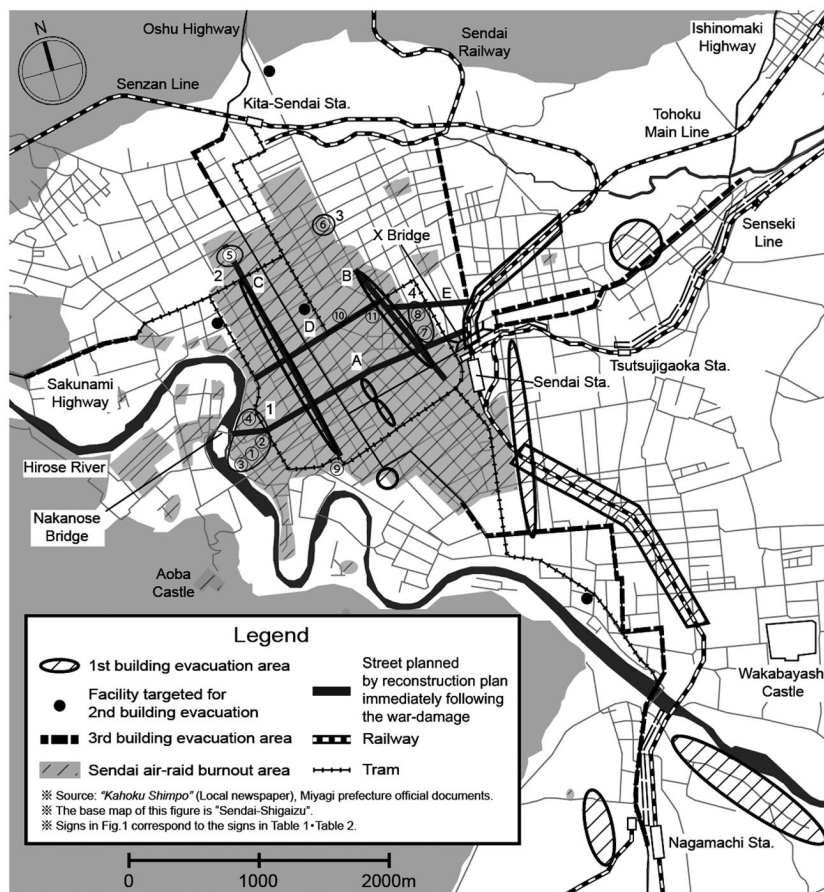 N
Oshu Highway
Senzan Line
Kita-Sendai Sta.
Sendai
Railway
Ishinomaki
Highway
Tohoku
Main Line
Senseki
Line
X Bridge
6
3
5
2
C
B
4
E
D
10
11
8
7
A
Sakunami
Highway
Tsutsujigaoka Sta.
Sendai Sta.
1
4
2
1
3
9
Hirose River
Nakanose
Bridge
Aoba
Castle
Wakabayash
Castle
Nagamachi Sta.
Legend
1st building evacuation area
Facility targeted for
2nd building evacuation
3rd building evacuation area
Sendai air-raid burnout area
Street planned
by reconstruction plan
immediately following
the war-damage
Railway
Tram
※ Source: "Kahoku Shimpo" (Local newspaper), Miyagi prefecture official documents.
※ The base map of this figure is "Sendai-Shigaizu".
※ Signs in Fig.1 correspond to the signs in Table 1・Table 2.
0 1000 2000m